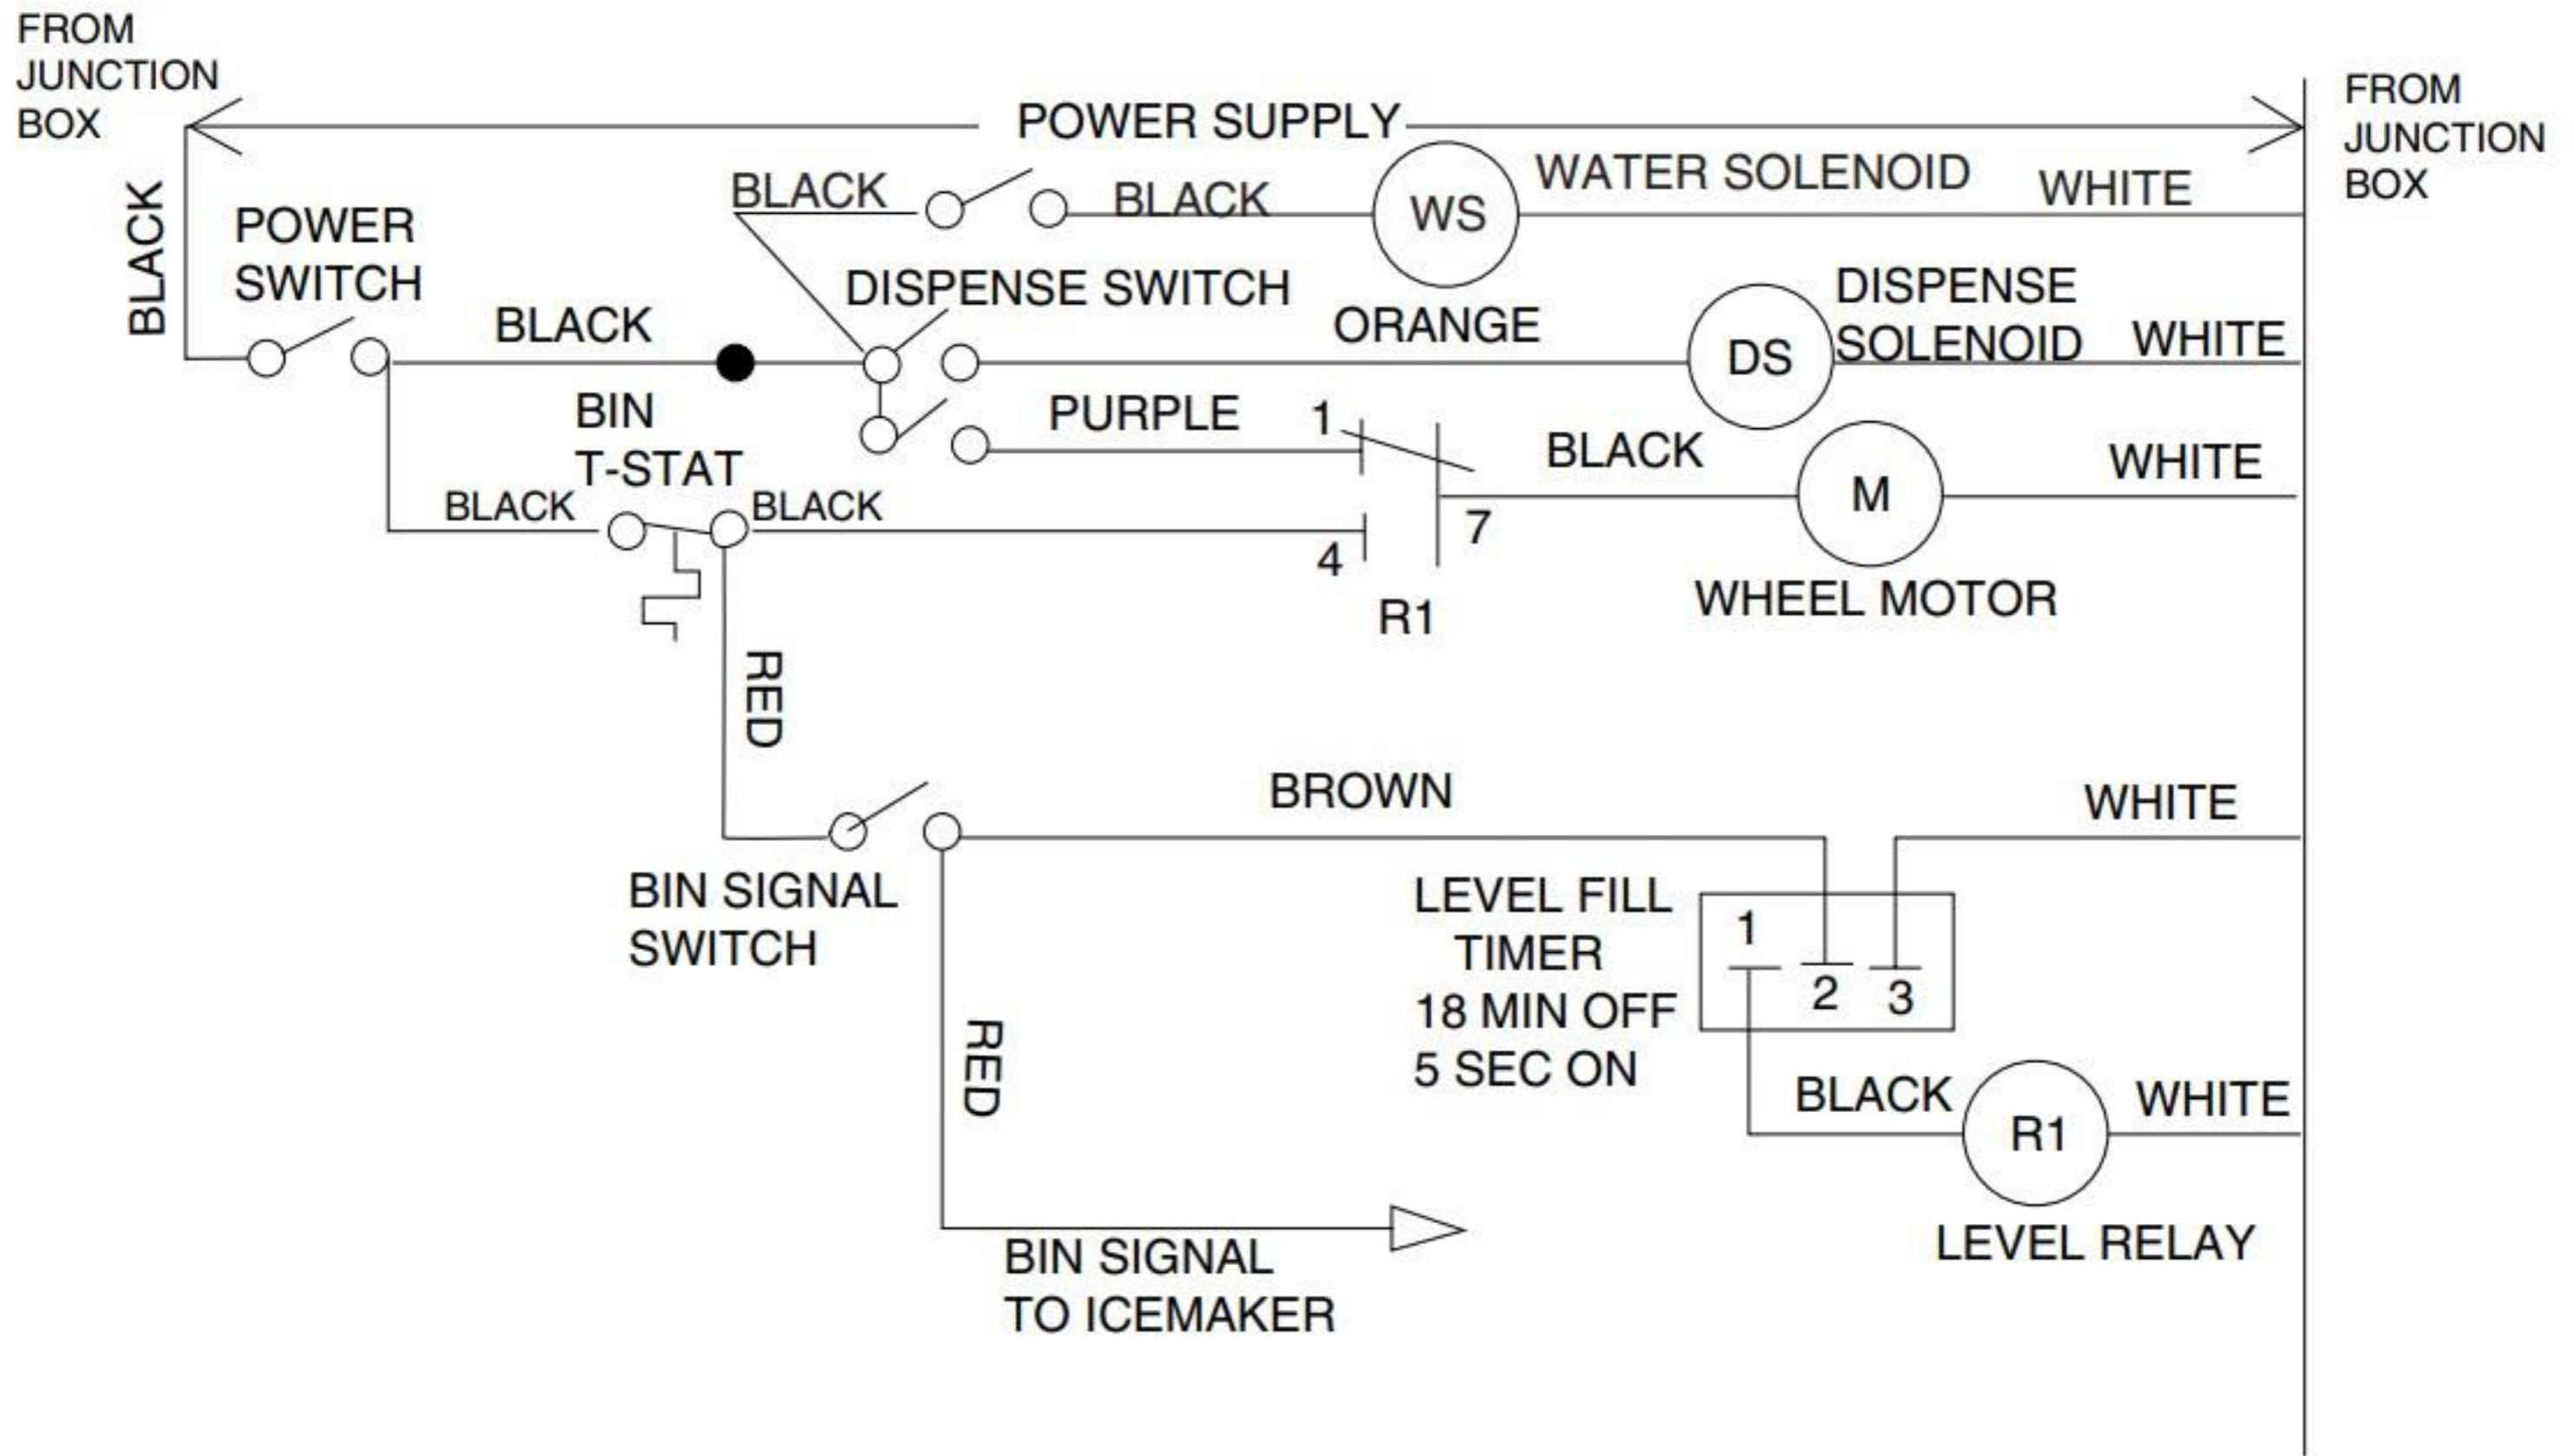 FROM
JUNCTION
BOX
POWER SUPPLY
FROM
JUNCTION
BOX
BLACK
POWER
SWITCH
BLACK
BLACK
WS
WATER SOLENOID
WHITE
BLACK
DISPENSE SWITCH
ORANGE
DS
DISPENSE
SOLENOID
WHITE
BIN
T-STAT
PURPLE
1
BLACK
M
WHITE
BLACK
BLACK
4
7
R1
WHEEL MOTOR
RED
BROWN
WHITE
BIN SIGNAL
SWITCH
LEVEL FILL
TIMER
18 MIN OFF
5 SEC ON
1
2
3
RED
BLACK
R1
WHITE
LEVEL RELAY
BIN SIGNAL
TO ICEMAKER